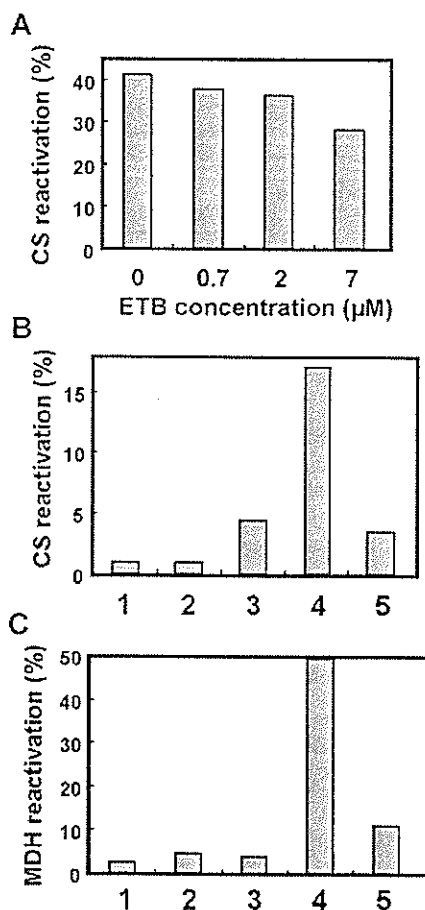 A
CS reactivation (%)
40
30
20
10
0
0 0.7 2 7
ETB concentration (µM)
B
CS reactivation (%)
15
10
5
0
1 2 3 4 5
C
MDH reactivation (%)
50
40
30
20
10
0
1 2 3 4 5